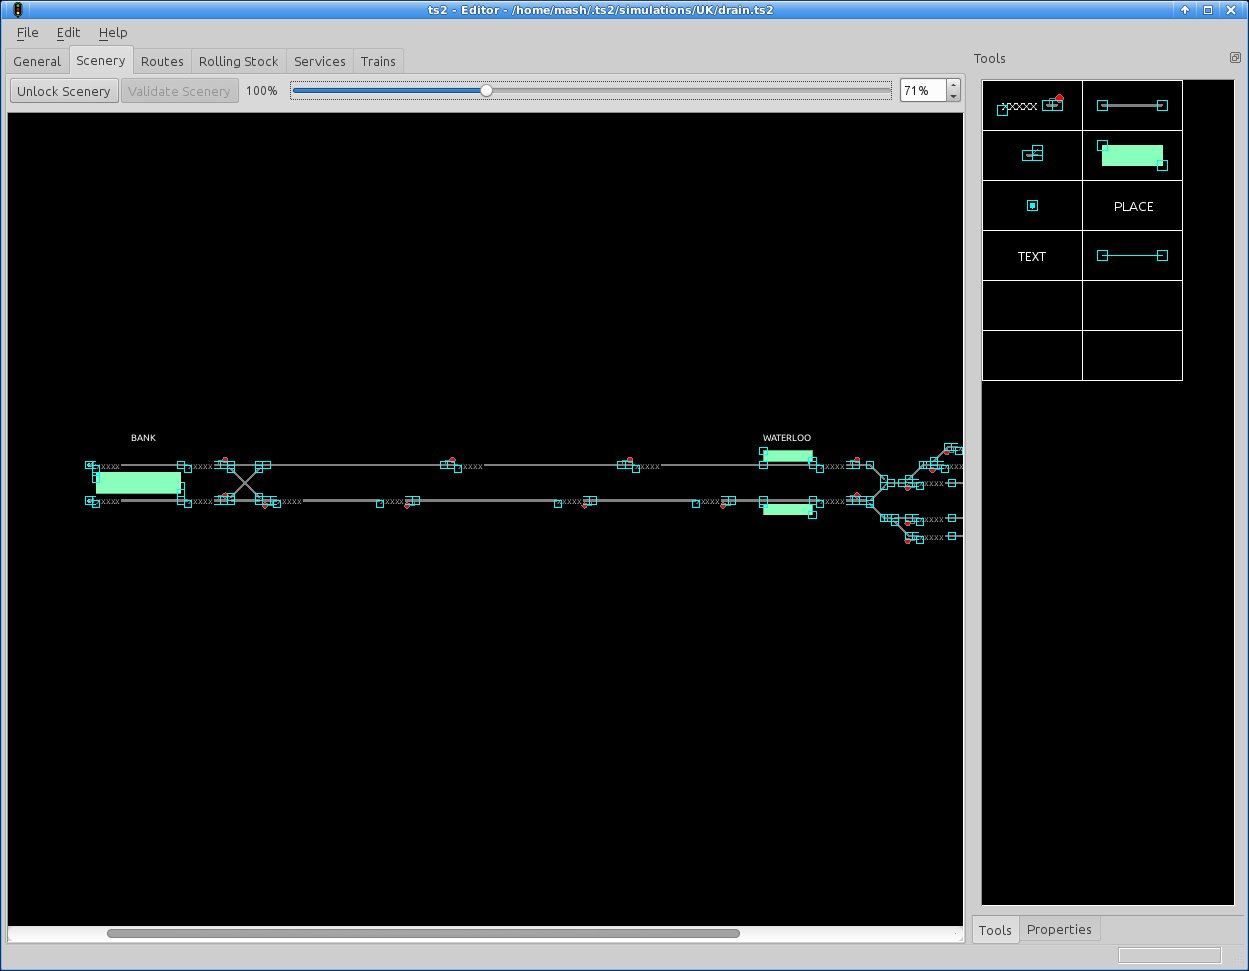 ts2 - Editor - /home/mash/.ts2/simulations/UK/drain.ts2
File Edit Help
General Scenery Routes Rolling Stock Services Trains
Unlock Scenery Validate Scenery 100% 71%
BANK
WATERLOO
Tools
XXXXX
PLACE
TEXT
Tools Properties